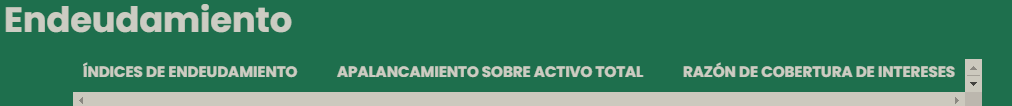 Endeudamiento
ÍNDICES DE ENDEUDAMIENTO APALANCAMIENTO SOBRE ACTIVO TOTAL RAZÓN DE COBERTURA DE INTERESES